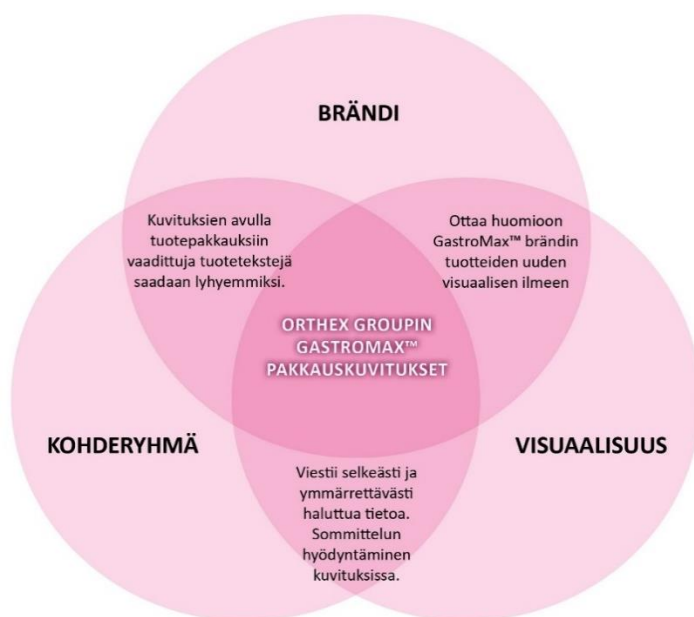 BRÄNDI
Kuvituksien avulla
tuotepakkauksiin
vaadittuja tuotetekstejä
saadaan lyhyemmiksi.
Ottaa huomioon
GastroMax™ brändin
tuotteiden uuden
visuaalisen ilmeen
ORTHEX GROUPIN
GASTROMAX™
PAKKAUSKUVITUKSET
KOHDERYHMÄ
VISUAALISUUS
Viestii selkeästi ja
ymmärrettävästi
haluttua tietoa.
Sommittelun
hyödyntäminen
kuvituksissa.